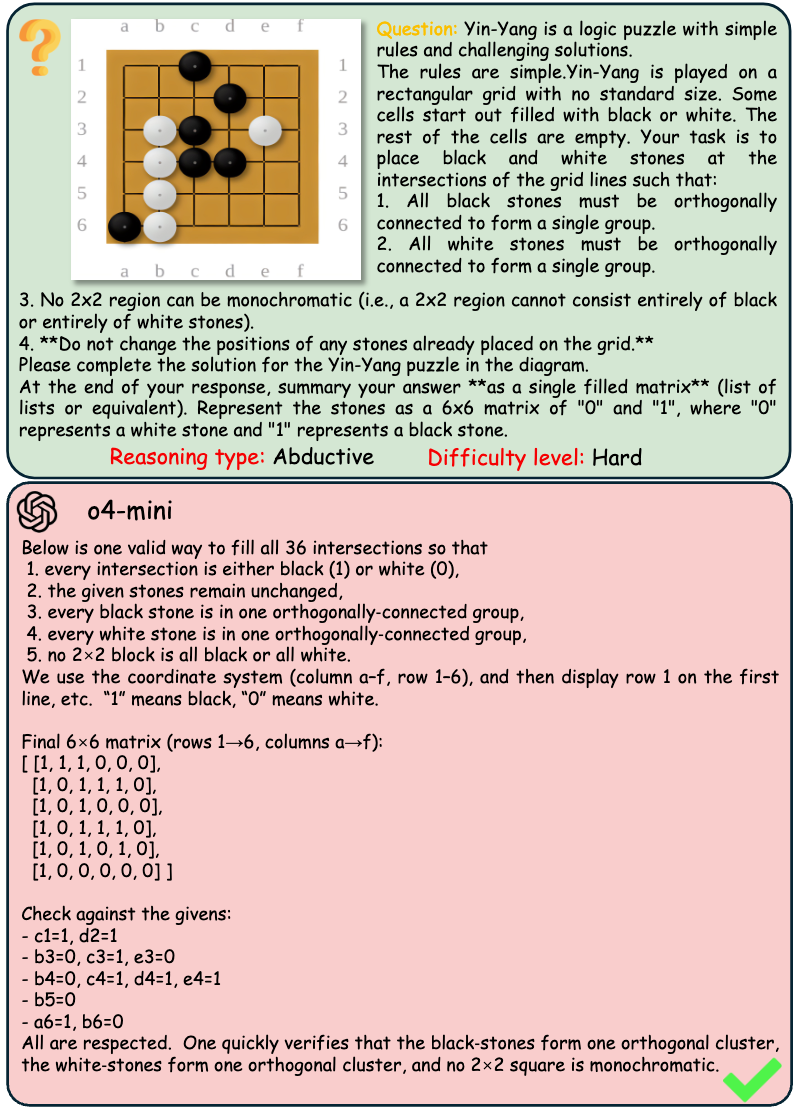 a b c d e f
Question: Yin-Yang is a logic puzzle with simple
rules and challenging solutions.
The rules are simple.Yin-Yang is played on a
rectangular grid with no standard size. Some
cells start out filled with black or white. The
rest of the cells are empty. Your task is to
place black and white stones at the
intersections of the grid lines such that:
1. All black stones must be orthogonally
connected to form a single group.
2. All white stones must be orthogonally
connected to form a single group.
1 1
2 2
3 3
4 4
5 5
6 6
a b c d e f
3. No 2x2 region can be monochromatic (i.e., a 2x2 region cannot consist entirely of black
or entirely of white stones).
4. **Do not change the positions of any stones already placed on the grid.**
Please complete the solution for the Yin-Yang puzzle in the diagram.
At the end of your response, summary your answer **as a single filled matrix** (list of
lists or equivalent). Represent the stones as a 6x6 matrix of "0" and "1", where "0"
represents a white stone and "1" represents a black stone.
Reasoning type: Abductive Difficulty level: Hard
o4-mini
Below is one valid way to fill all 36 intersections so that
1. every intersection is either black (1) or white (0),
2. the given stones remain unchanged,
3. every black stone is in one orthogonally-connected group,
4. every white stone is in one orthogonally-connected group,
5. no 2×2 block is all black or all white.
We use the coordinate system (column a–f, row 1–6), and then display row 1 on the first
line, etc. “1” means black, “0” means white.
Final 6×6 matrix (rows 1→6, columns a→f):
[ [1, 1, 1, 0, 0, 0],
[1, 0, 1, 1, 1, 0],
[1, 0, 1, 0, 0, 0],
[1, 0, 1, 1, 1, 0],
[1, 0, 1, 0, 1, 0],
[1, 0, 0, 0, 0, 0] ]
Check against the givens:
- c1=1, d2=1
- b3=0, c3=1, e3=0
- b4=0, c4=1, d4=1, e4=1
- b5=0
- a6=1, b6=0
All are respected. One quickly verifies that the black-stones form one orthogonal cluster,
the white-stones form one orthogonal cluster, and no 2×2 square is monochromatic.